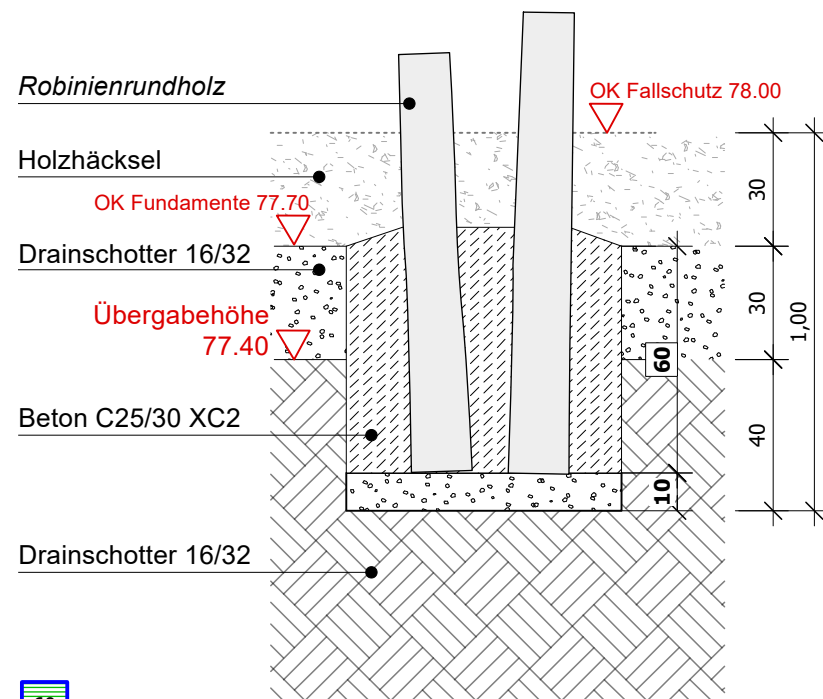 Robinienrundholz
OK Fallschutz 78.00
Holzhäcksel
OK Fundamente 77.70
Drainschotter 16/32
Übergabehöhe
77.40
Beton C25/30 XC2
Drainschotter 16/32
30
30
40
1,00
60
10